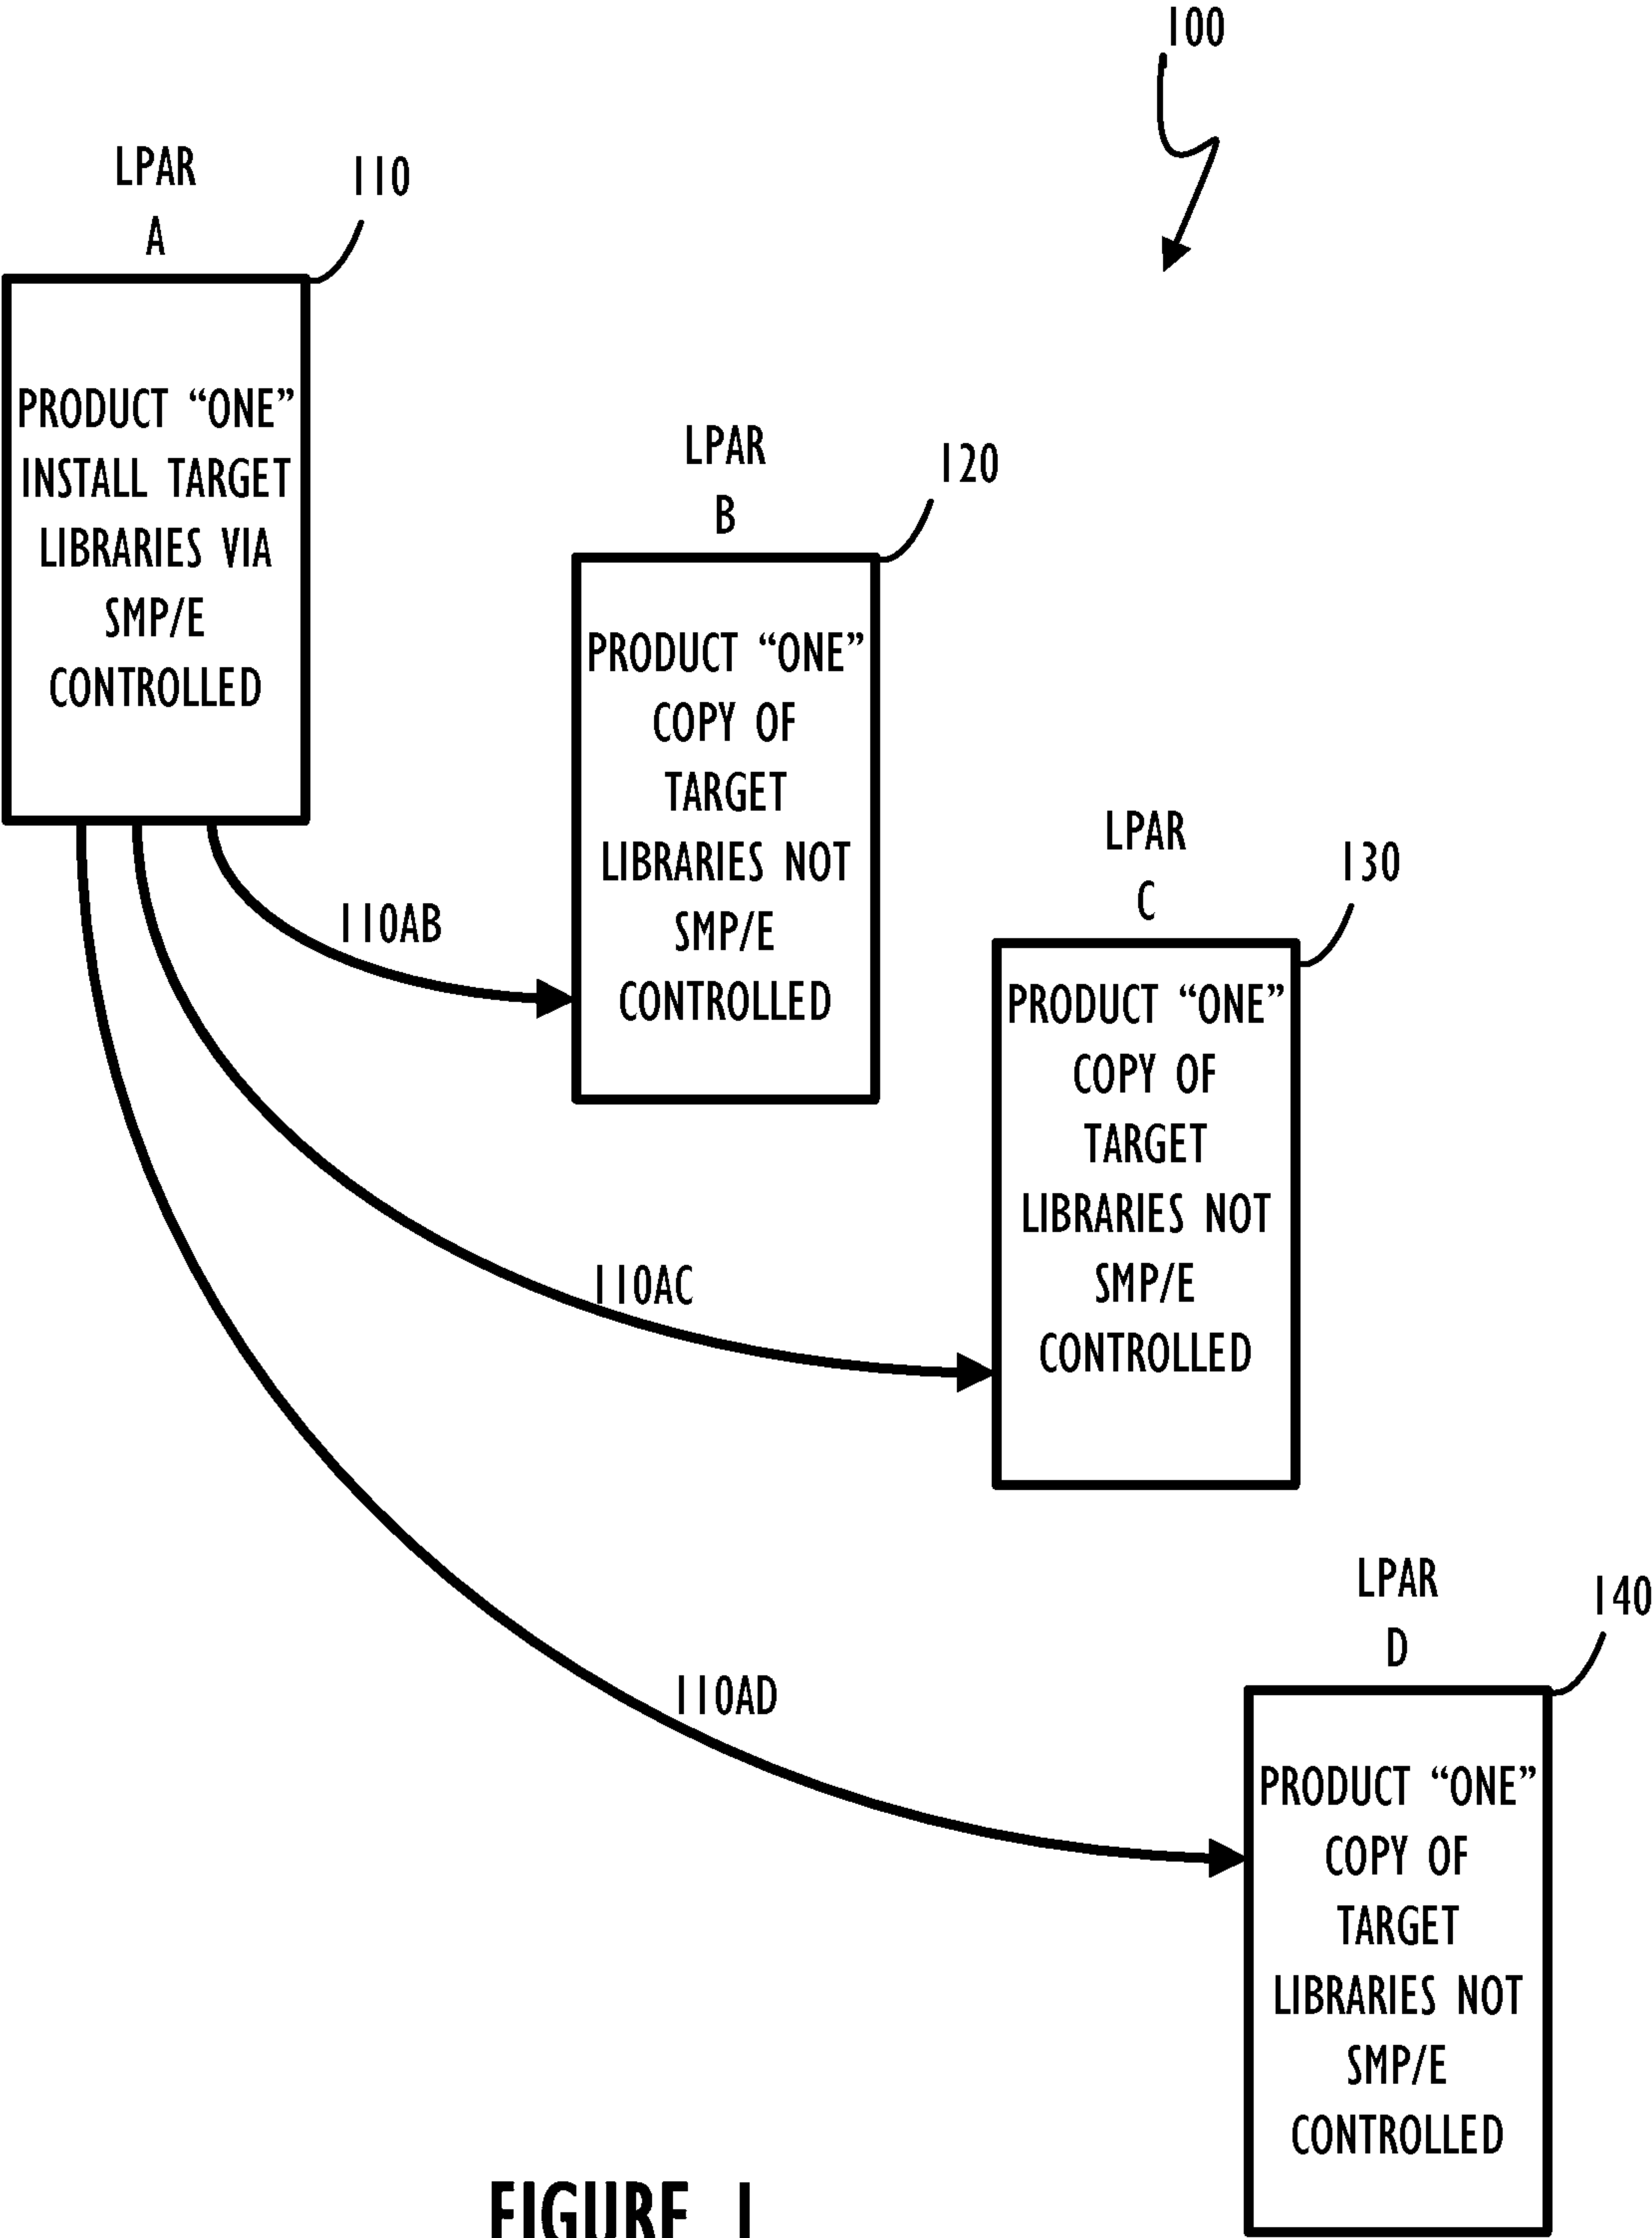 100
LPAR
A
110
PRODUCT “ONE”
INSTALL TARGET
LIBRARIES VIA
SMP/E
CONTROLLED
LPAR
B
120
PRODUCT “ONE”
COPY OF
TARGET
LIBRARIES NOT
SMP/E
CONTROLLED
110AB
LPAR
C
130
PRODUCT “ONE”
COPY OF
TARGET
LIBRARIES NOT
SMP/E
CONTROLLED
110AC
LPAR
D
140
PRODUCT “ONE”
COPY OF
TARGET
LIBRARIES NOT
SMP/E
CONTROLLED
110AD
FIGURE 1